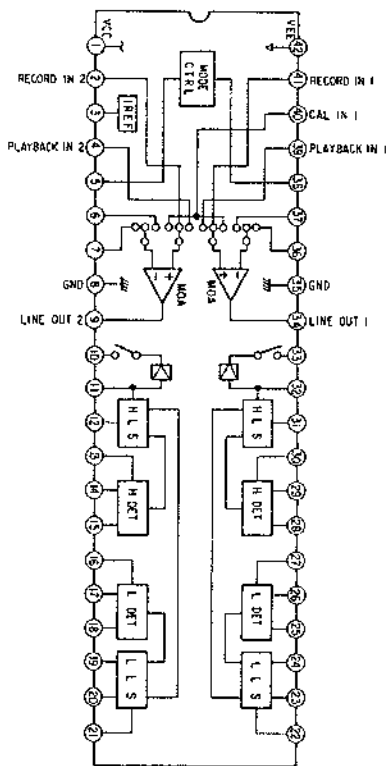 VCC
VEE
1
42
RECORD IN 2
2
MODE CTRL
41
RECORD IN 1
3
IREF
40
CAL IN 1
PLAYBACK IN 2
4
39
PLAYBACK IN 1
5
38
6
37
7
36
GND
8
35
GND
- +
+ -
MOA
MOA
LINE OUT 2
9
34
LINE OUT 1
10
33
11
32
12
HLS
HLS
31
13
30
14
H DET
H DET
29
15
28
16
27
17
L DET
L DET
26
18
25
19
LLS
LLS
24
20
23
21
22